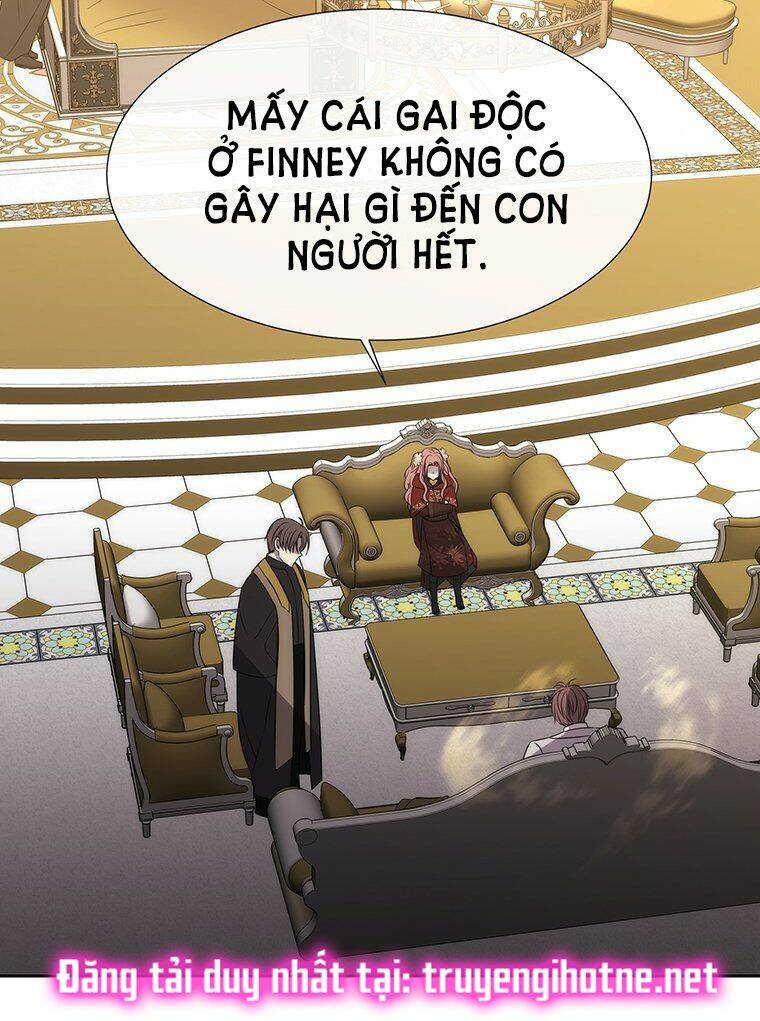 MẤY CÁI GAI ĐỘC
Ở FINNEY KHÔNG CÓ
GÂY HẠI GÌ ĐẾN CON
NGƯỜI HẾT.
Đăng tải duy nhất tại: truyengihotne.net